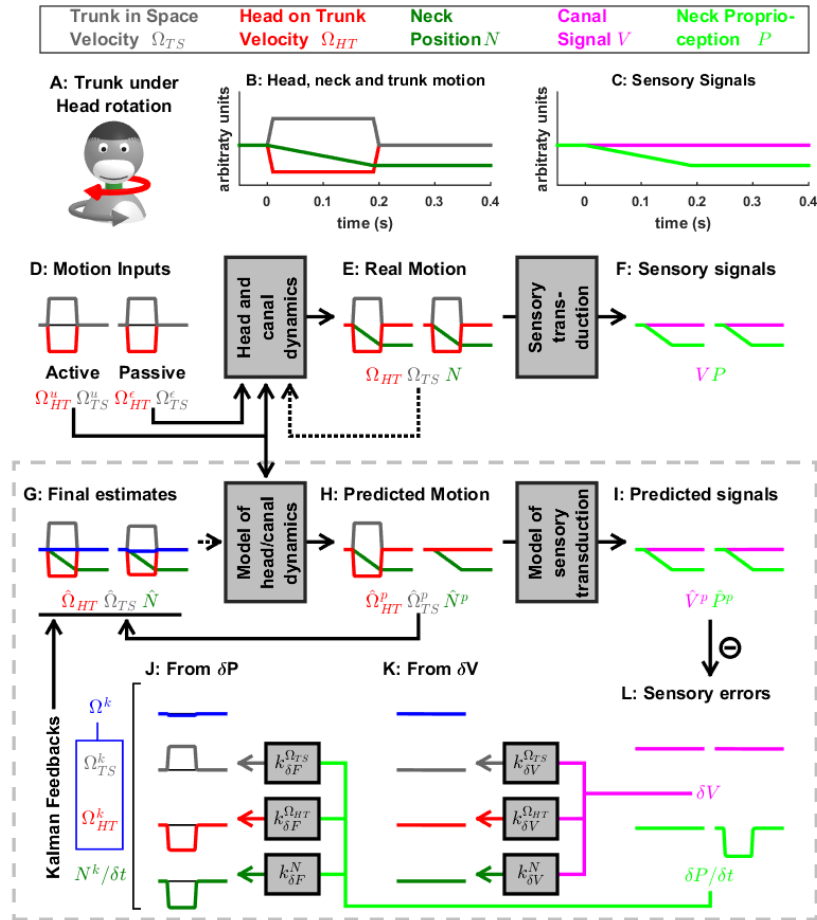 Trunk in Space Velocity Ω_TS
Head on Trunk Velocity Ω_HT
Neck Position N
Canal Signal V
Neck Proprio-ception P
A: Trunk under Head rotation
B: Head, neck and trunk motion
arbitraty units
0 0.1 0.2 0.3 0.4
time (s)
C: Sensory Signals
arbitraty units
0 0.1 0.2 0.3 0.4
time (s)
D: Motion Inputs
Active Passive
Ω^u_HT Ω^u_TS Ω^ϵ_HT Ω^ϵ_TS
Head and canal dynamics
E: Real Motion
Ω_HT Ω_TS N
Sensory trans-duction
F: Sensory signals
V P
G: Final estimates
Ω̂_HT Ω̂_TS N̂
Model of head/canal dynamics
H: Predicted Motion
Ω̂^p_HT Ω̂^p_TS N̂^p
Model of sensory transduction
I: Predicted signals
V̂^p P̂^p
J: From δP
K: From δV
L: Sensory errors
Kalman Feedbacks
Ω^k
Ω^k_TS
Ω^k_HT
N^k/δt
k^Ω_TS_δF
k^Ω_HT_δF
k^N_δF
k^Ω_TS_δV
k^Ω_HT_δV
k^N_δV
δV
δP/δt